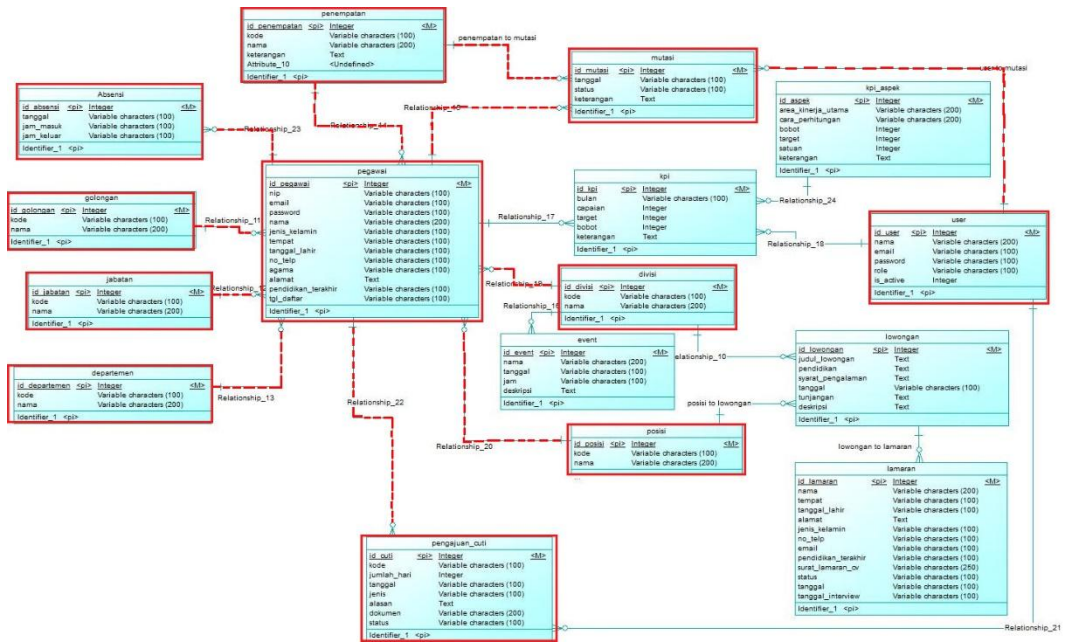 penempatan
id_penempatan <pi> Integer <M>
kode Variable characters (100)
nama Variable characters (200)
keterangan Text
Attribute_10 <Undefined>
Identifier_1 <pi>
penempatan to mutasi
mutasi
id_mutasi <pi> Integer <M>
tanggal Variable characters (100)
status Variable characters (100)
keterangan Text
Identifier_1 <pi>
user to mutasi
kpi_aspek
id_aspek <pi> Integer <M>
area_kinerja_utama Variable characters (200)
cara_perhitungan Variable characters (200)
bobot Integer
target Integer
satuan Integer
keterangan Text
Identifier_1 <pi>
Absensi
id_absensi <pi> Integer <M>
tanggal Variable characters (100)
jam_masuk Variable characters (100)
jam_keluar Variable characters (100)
Identifier_1 <pi>
Relationship_23
Relationship_14
pegawai
id_pegawai <pi> Integer <M>
nip Variable characters (100)
email Variable characters (100)
password Variable characters (100)
nama Variable characters (200)
jenis_kelamin Variable characters (100)
tempat Variable characters (100)
tanggal_lahir Variable characters (100)
no_telp Variable characters (100)
agama Variable characters (100)
alamat Text
pendidikan_terakhir Variable characters (100)
tgl_daftar Variable characters (100)
Identifier_1 <pi>
kpi
id_kpi <pi> Integer <M>
bulan Variable characters (100)
capaian Integer
target Integer
bobot Integer
keterangan Text
Identifier_1 <pi>
Relationship_24
Relationship_17
Relationship_18
golongan
id_golongan <pi> Integer <M>
kode Variable characters (100)
nama Variable characters (200)
Identifier_1 <pi>
Relationship_11
user
id_user <pi> Integer <M>
nama Variable characters (200)
email Variable characters (100)
password Variable characters (100)
role Variable characters (100)
is_active Integer
Identifier_1 <pi>
jabatan
id_jabatan <pi> Integer <M>
kode Variable characters (100)
nama Variable characters (200)
Identifier_1 <pi>
divisi
id_divisi <pi> Integer <M>
kode Variable characters (100)
nama Variable characters (200)
Identifier_1 <pi>
event
id_event <pi> Integer <M>
nama Variable characters (200)
tanggal Variable characters (100)
jam Variable characters (100)
deskripsi Text
Identifier_1 <pi>
elationship_10
lowongan
id_lowongan <pi> Integer <M>
judul_lowongan Text
pendidikan Text
syarat_pengalaman Text
tanggal Variable characters (100)
tunjangan Text
deskripsi Text
Identifier_1 <pi>
departemen
id_departemen <pi> Integer <M>
kode Variable characters (100)
nama Variable characters (200)
Identifier_1 <pi>
Relationship_13
Relationship_22
posisi to lowongan
posisi
id_posisi <pi> Integer <M>
kode Variable characters (100)
nama Variable characters (200)
...
Relationship_20
lowongan to lamaran
lamaran
id_lamaran <pi> Integer <M>
nama Variable characters (200)
tempat Variable characters (100)
tanggal_lahir Variable characters (100)
alamat Text
jenis_kelamin Variable characters (100)
no_telp Variable characters (100)
email Variable characters (100)
pendidikan_terakhir Variable characters (100)
surat_lamaran_cv Variable characters (250)
status Variable characters (100)
tanggal Variable characters (100)
tanggal_interview Variable characters (100)
Identifier_1 <pi>
pengajuan_cuti
id_cuti <pi> Integer <M>
kode Variable characters (100)
jumlah_hari Integer
tanggal Variable characters (100)
jenis Variable characters (100)
alasan Text
dokumen Variable characters (200)
status Variable characters (100)
Identifier_1 <pi>
Relationship_21